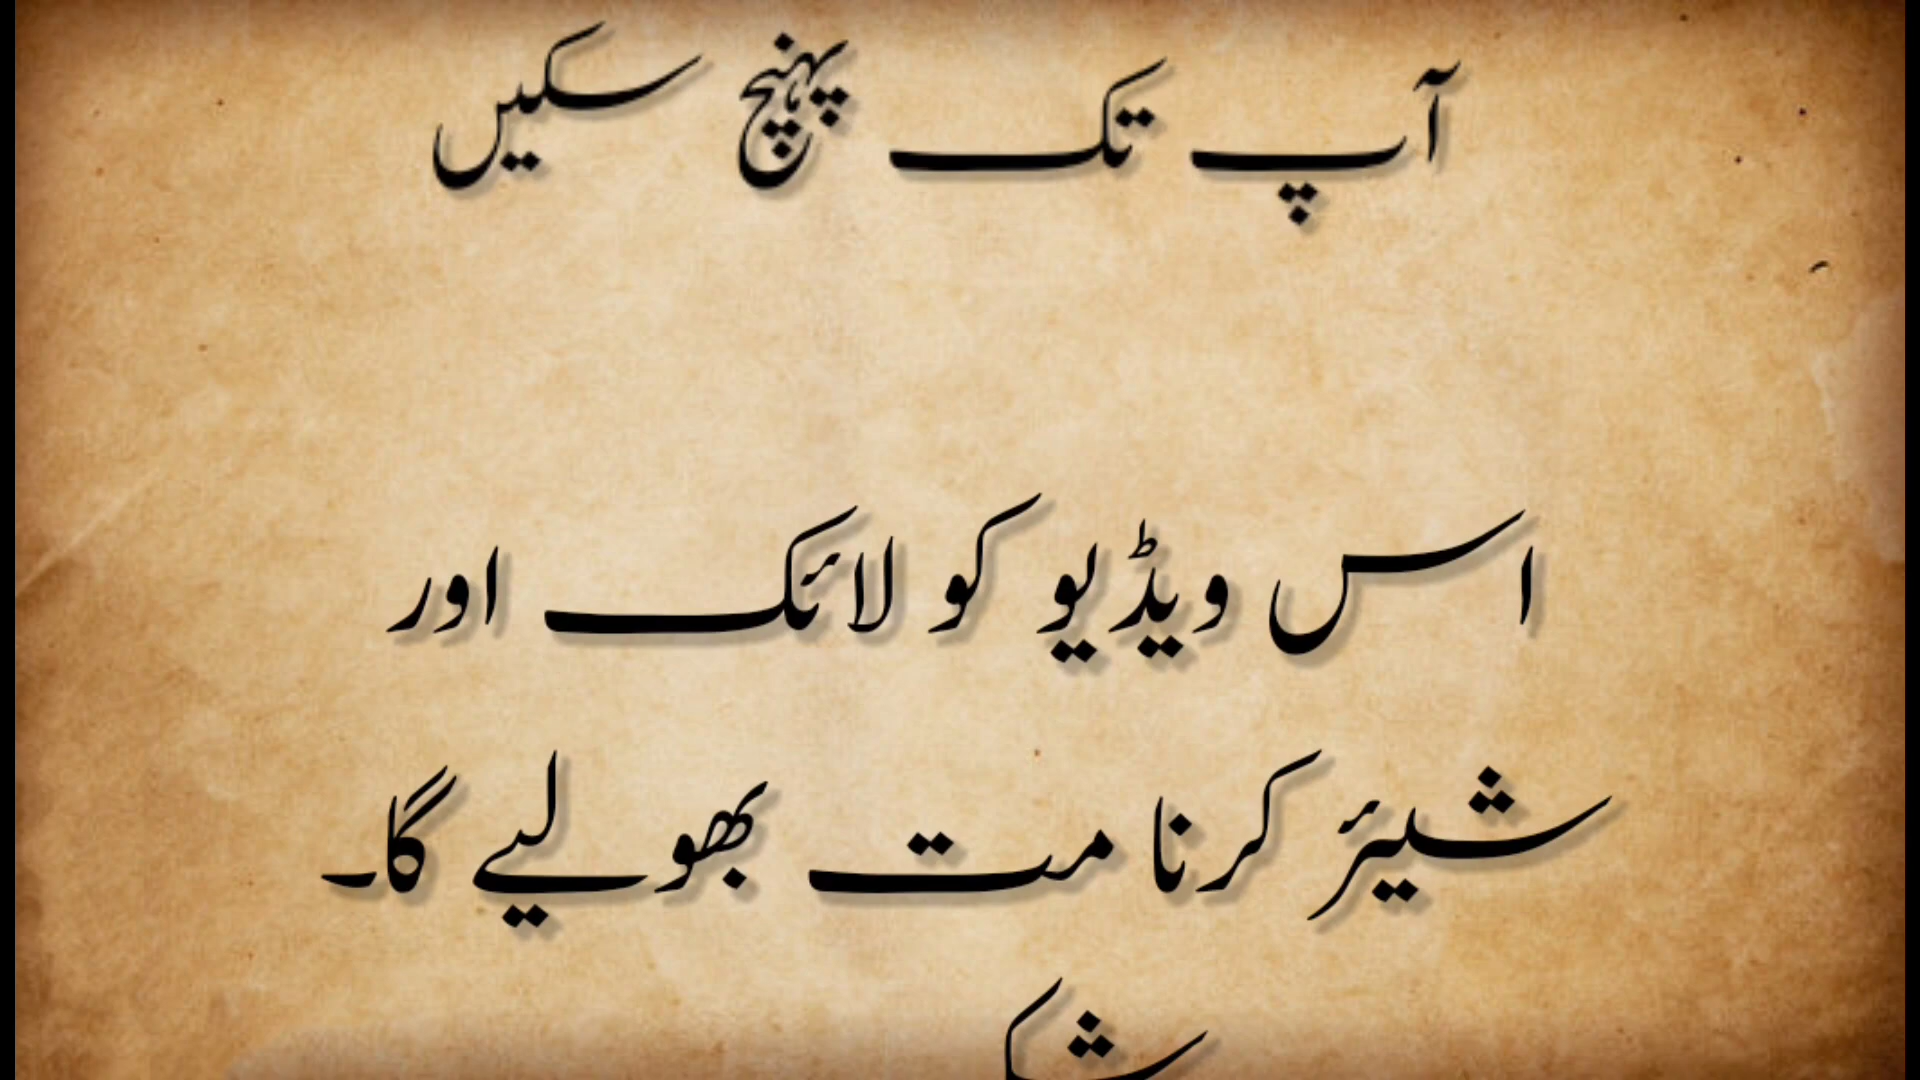 آپ تک پہنچ سکیں
اس ویڈیو کو لائک اور
شیئر کرنا مت بھولیے گا۔